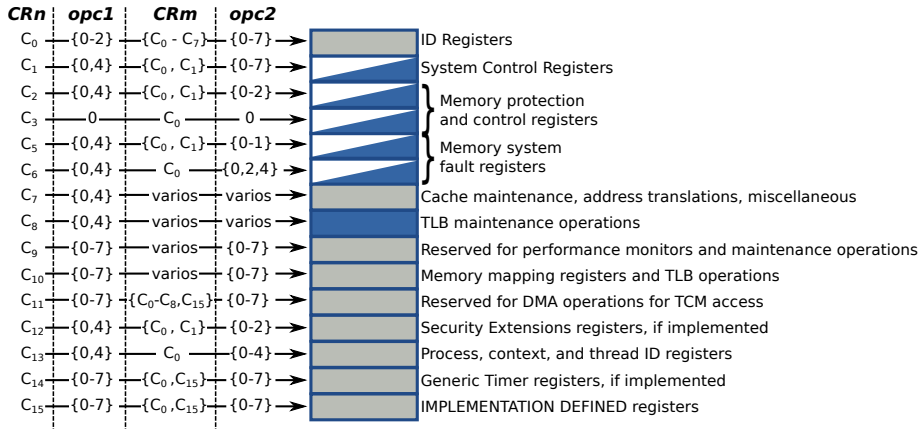 CRn opc1 CRm opc2
C0 {0-2} {C0 - C7} {0-7} ID Registers
C1 {0,4} {C0 , C1} {0-7} System Control Registers
C2 {0,4} {C0 , C1} {0-2} Memory protection
C3 0 C0 0 and control registers
C5 {0,4} {C0 , C1} {0-1} Memory system
C6 {0,4} C0 {0,2,4} fault registers
C7 {0,4} varios varios Cache maintenance, address translations, miscellaneous
C8 {0,4} varios varios TLB maintenance operations
C9 {0-7} varios {0-7} Reserved for performance monitors and maintenance operations
C10 {0-7} varios {0-7} Memory mapping registers and TLB operations
C11 {0-7} {C0-C8,C15} {0-7} Reserved for DMA operations for TCM access
C12 {0,4} {C0 , C1} {0-2} Security Extensions registers, if implemented
C13 {0,4} C0 {0-4} Process, context, and thread ID registers
C14 {0-7} {C0 ,C15} {0-7} Generic Timer registers, if implemented
C15 {0-7} {C0 ,C15} {0-7} IMPLEMENTATION DEFINED registers